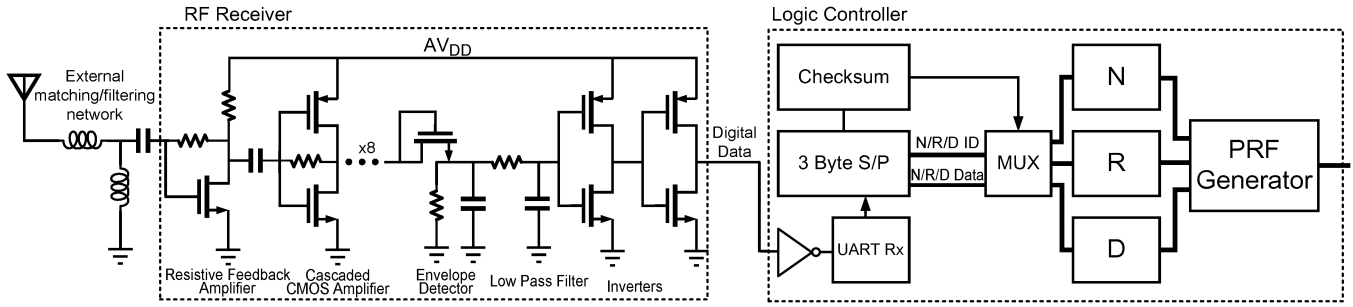 RF Receiver
Logic Controller
AVDD
External
matching/filtering
network
x8
Digital
Data
Resistive Feedback
Amplifier
Cascaded
CMOS Amplifier
Envelope
Detector
Low Pass Filter
Inverters
Checksum
3 Byte S/P
UART Rx
N/R/D ID
N/R/D Data
MUX
N
R
D
PRF
Generator